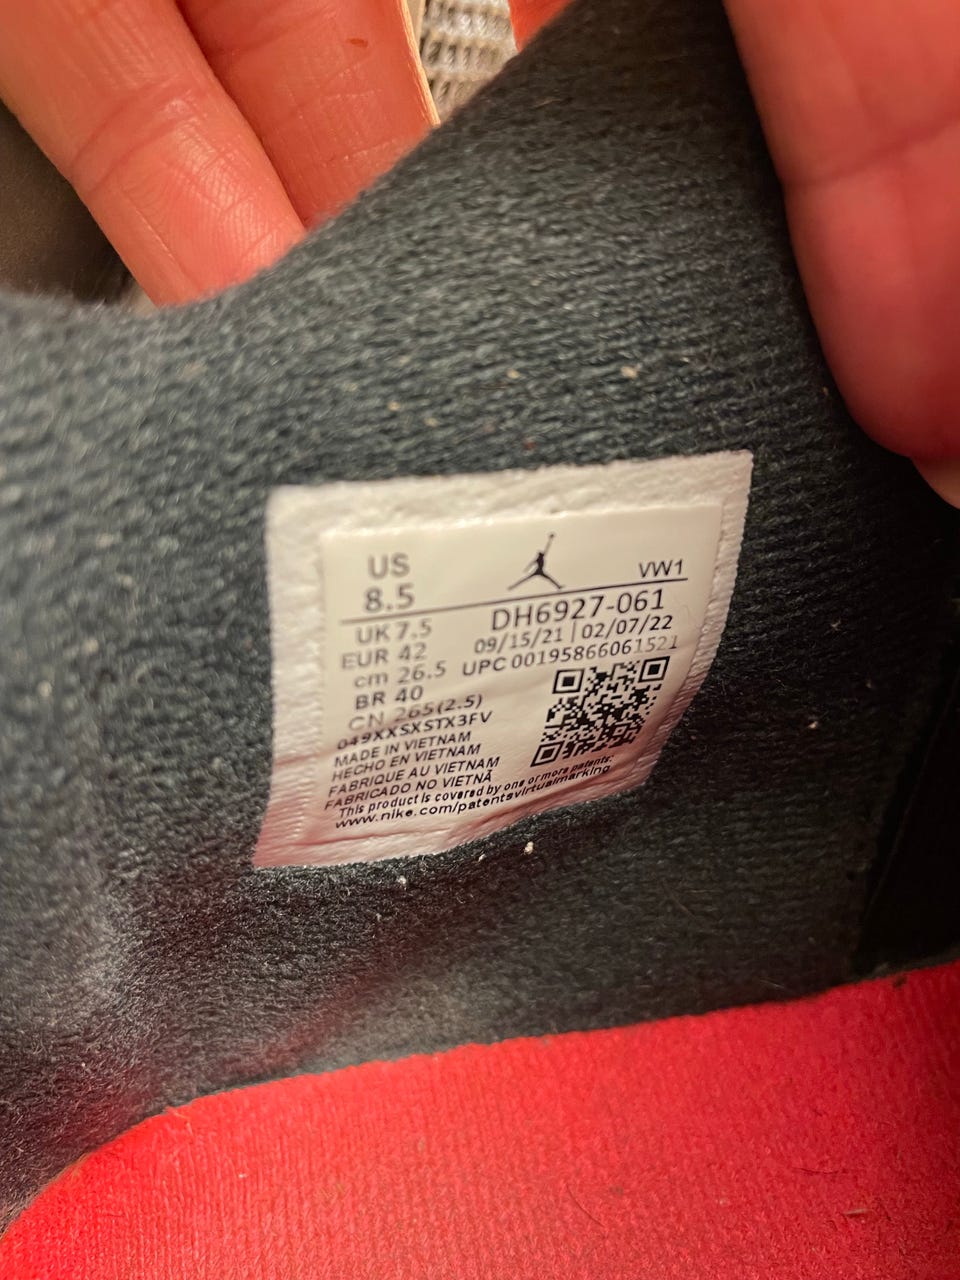 US
8.5
VW1
DH6927-061
UK 7.5
09/15/21 | 02/07/22
EUR 42
UPC 00195866061521
cm 26.5
BR 40
CN 265(2.5)
049XXSXSTX3FV
MADE IN VIETNAM
HECHO EN VIETNAM
FABRIQUE AU VIETNAM
FABRICADO NO VIETNÃ
This product is covered by one or more patents:
www.nike.com/patentsvirtualmarking